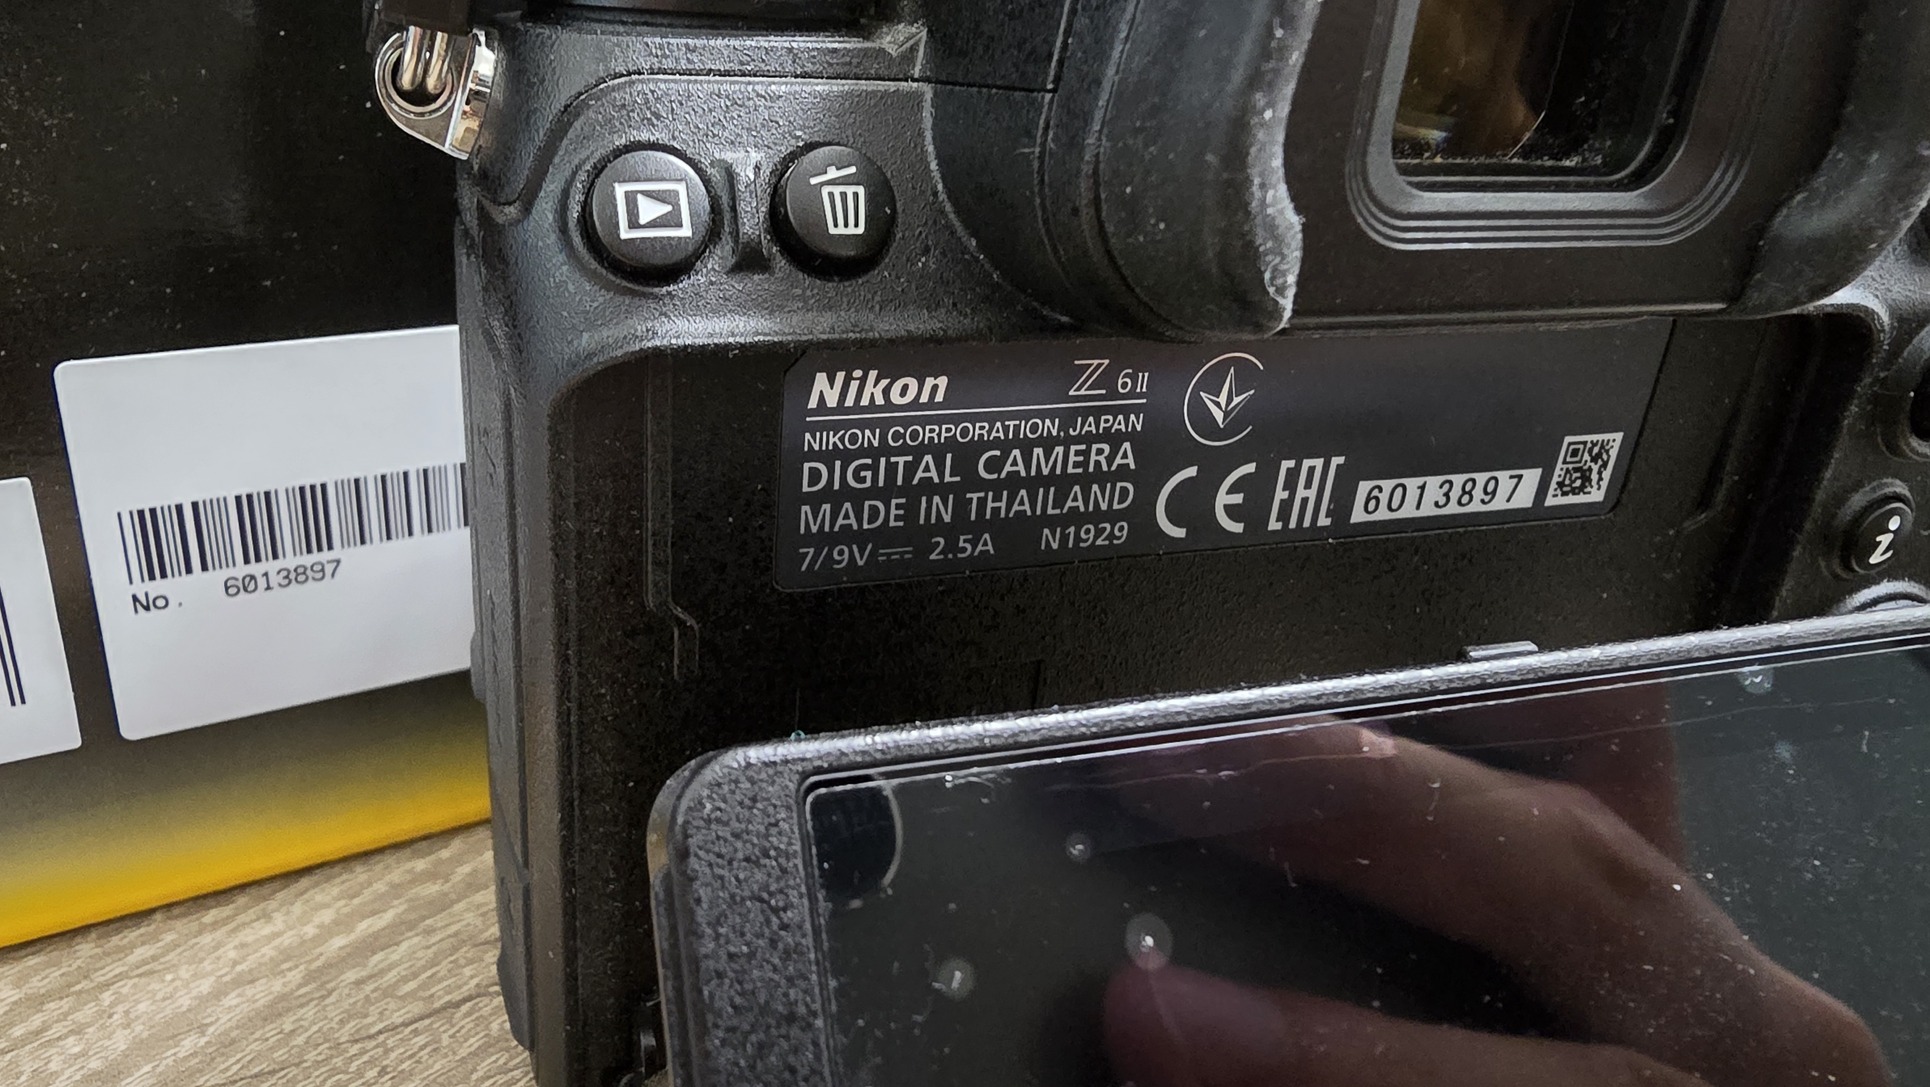 Nikon Z 6II
NIKON CORPORATION, JAPAN
DIGITAL CAMERA
MADE IN THAILAND
7/9V⎓ 2.5A N1929
CE EAC 6013897
No. 6013897
i